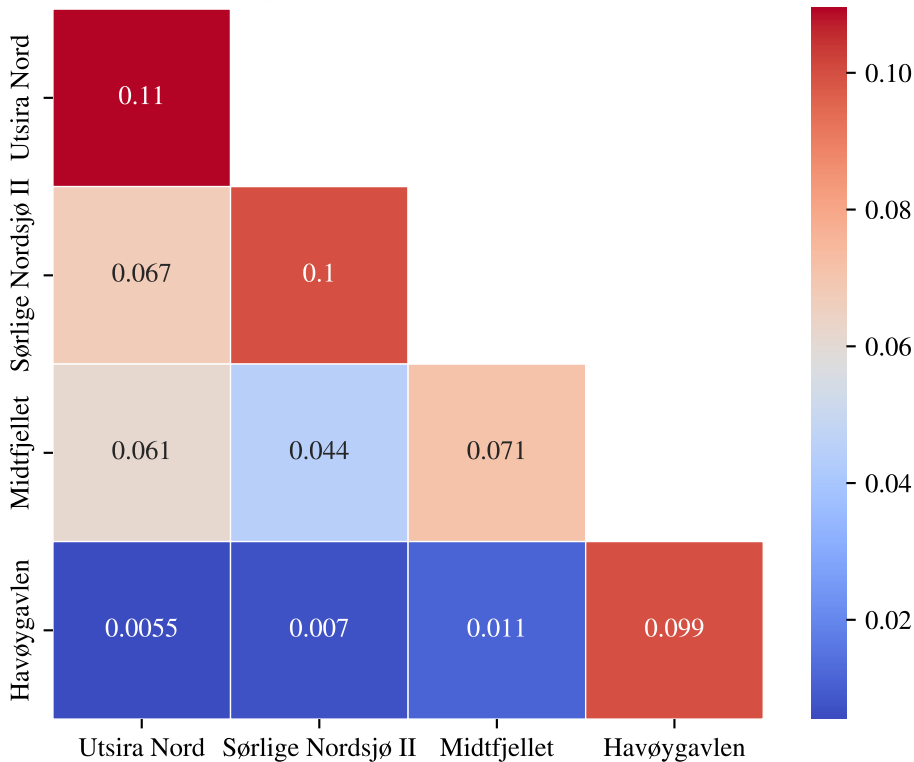 Utsira Nord
0.11
Sørlige Nordsjø II
0.067
0.1
Midtfjellet
0.061
0.044
0.071
Havøygavlen
0.0055
0.007
0.011
0.099
Utsira Nord
Sørlige Nordsjø II
Midtfjellet
Havøygavlen
0.10
0.08
0.06
0.04
0.02